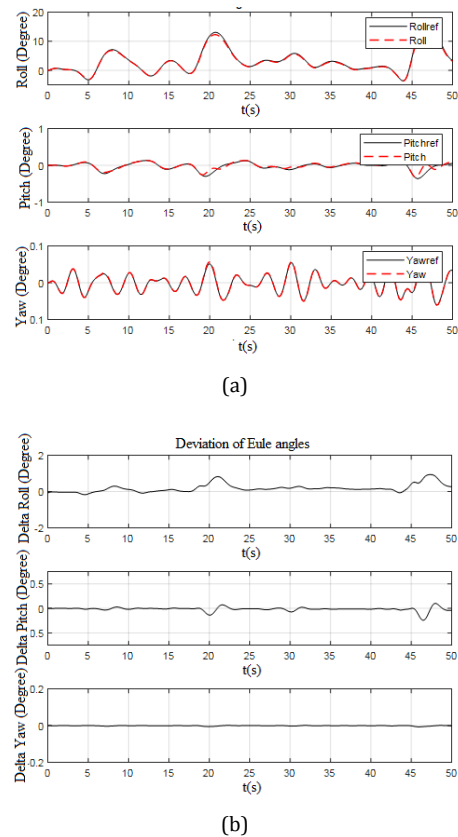 20
10
0
Roll (Degree)
Rollref
Roll
0 5 10 15 20 25 30 35 40 45 50
t(s)
1
0
-1
Pitch (Degree)
Pitchref
Pitch
0 5 10 15 20 25 30 35 40 45 50
t(s)
0.1
0
0.1
Yaw (Degree)
Yawref
Yaw
0 5 10 15 20 25 30 35 40 45 50
t(s)
(a)
Deviation of Eule angles
2
0
-2
Delta Roll (Degree)
0 5 10 15 20 25 30 35 40 45 50
t(s)
0.5
0
0.5
Delta Pitch (Degree)
0 5 10 15 20 25 30 35 40 45 50
t(s)
0.2
0
-0.2
Delta Yaw (Degree)
0 5 10 15 20 25 30 35 40 45 50
t(s)
(b)